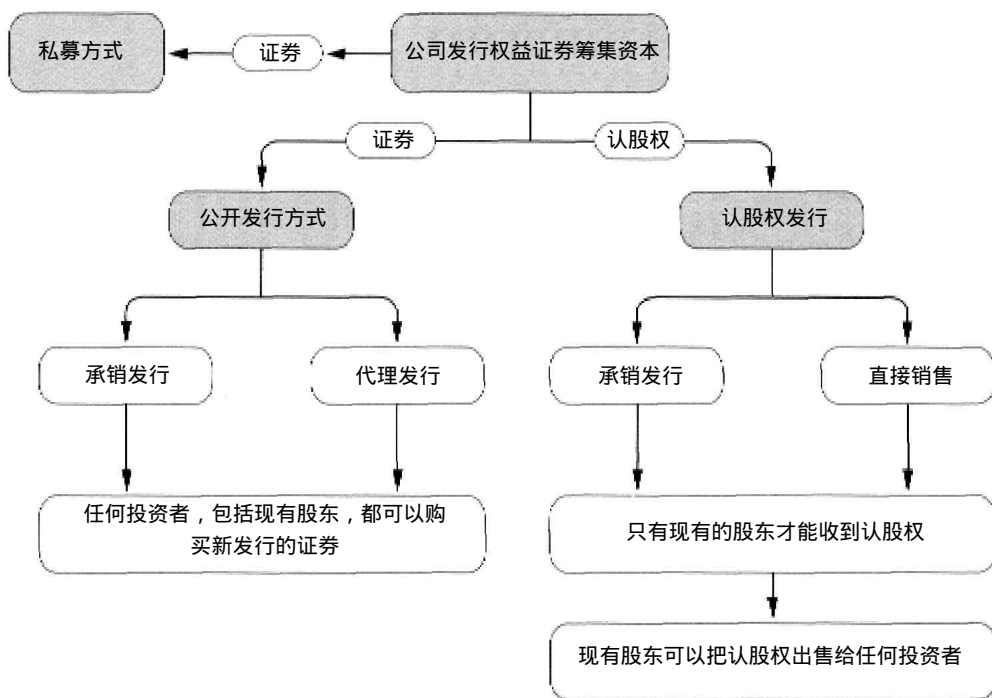 私募方式
证券
公司发行权益证券筹集资本
证券
认股权
公开发行方式
认股权发行
承销发行
代理发行
承销发行
直接销售
任何投资者，包括现有股东，都可以购
买新发行的证券
只有现有的股东才能收到认股权
现有股东可以把认股权出售给任何投资者